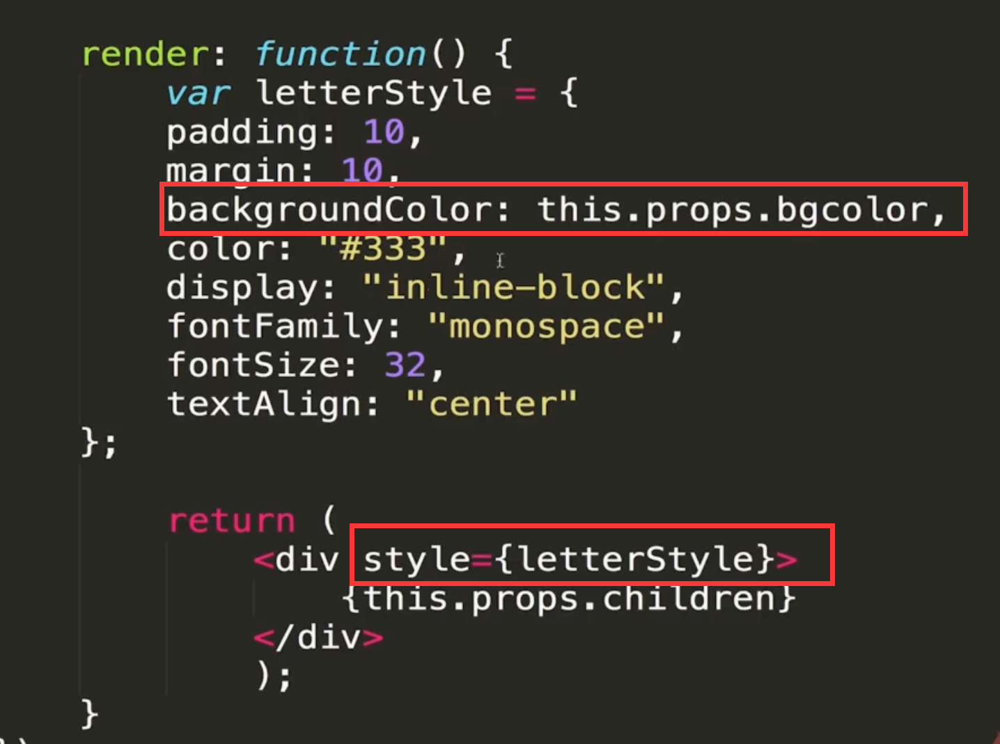 render: function() {
var letterStyle = {
padding: 10,
margin: 10,
backgroundColor: this.props.bgcolor,
color: "#333",
display: "inline-block",
fontFamily: "monospace",
fontSize: 32,
textAlign: "center"
};
return (
<div style={letterStyle}>
{this.props.children}
</div>
);
}